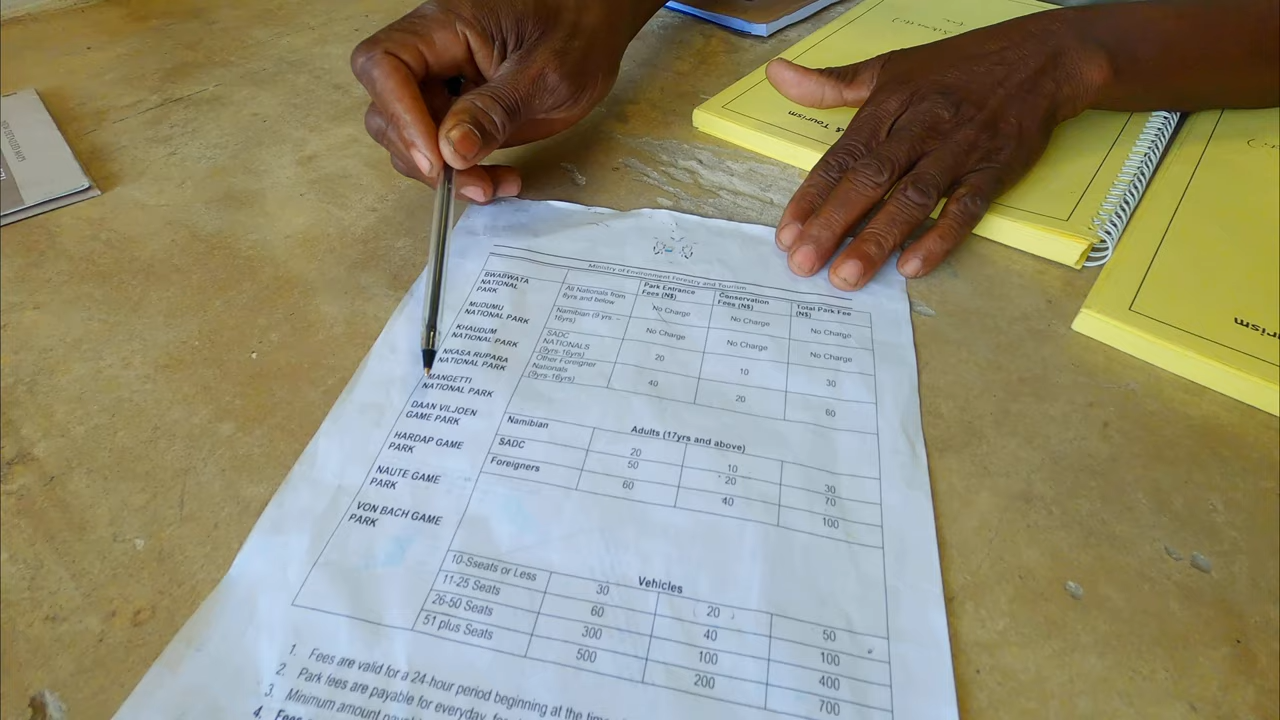 Ministry of Environment Forestry and Tourism
BWABWATA
NATIONAL
PARK
MUDUMU
NATIONAL PARK
KHAUDUM
NATIONAL PARK
NKASA RUPARA
NATIONAL PARK
MANGETTI
NATIONAL PARK
DAAN VILJOEN
GAME PARK
HARDAP GAME
PARK
NAUTE GAME
PARK
VON BACH GAME
PARK
Park Entrance Fees (N$) Conservation Fees (N$) Total Park Fee (N$)
All Nationals from 8yrs and below No Charge No Charge No Charge
Namibian (9 yrs – 16yrs) No Charge No Charge No Charge
SADC NATIONALS (9yrs-16yrs) 20 10 30
Other Foreigner Nationals (9yrs-16yrs) 40 20 60
Adults (17yrs and above)
Namibian 20 10 30
SADC 50 20 70
Foreigners 60 40 100
Vehicles
10-Sseats or Less 30 20 50
11-25 Seats 60 40 100
26-50 Seats 300 100 400
51 plus Seats 500 200 700
1. Fees are valid for a 24-hour period beginning at the
2. Park fees are payable for everyday,
3. Minimum amount
4. Fees
& Tourism
ism